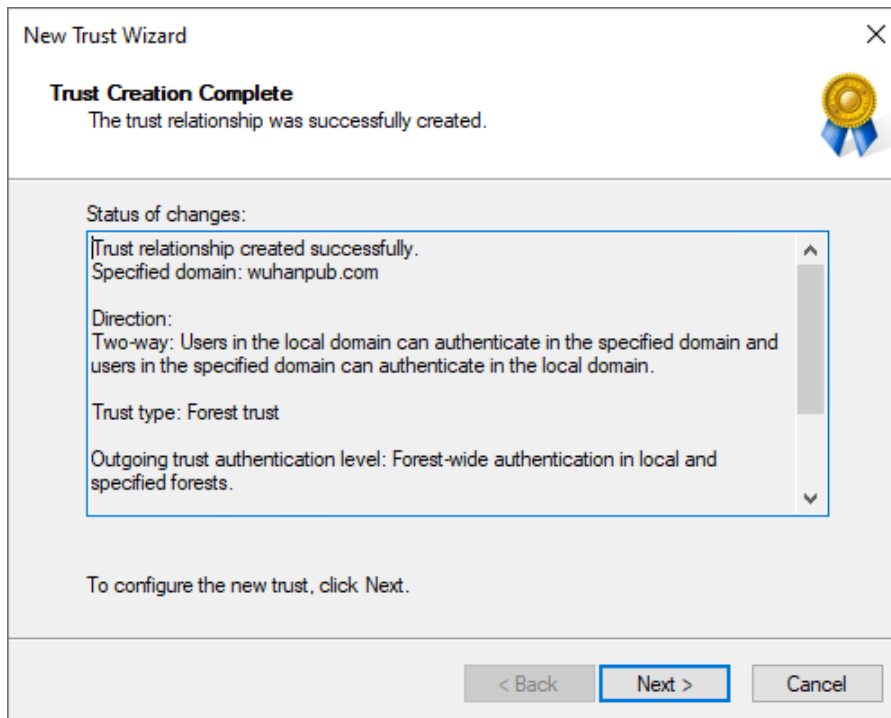 New Trust Wizard
Trust Creation Complete
The trust relationship was successfully created.
Status of changes:
Trust relationship created successfully.
Specified domain: wuhanpub.com
Direction:
Two-way: Users in the local domain can authenticate in the specified domain and
users in the specified domain can authenticate in the local domain.
Trust type: Forest trust
Outgoing trust authentication level: Forest-wide authentication in local and
specified forests.
To configure the new trust, click Next.
< Back
Next >
Cancel